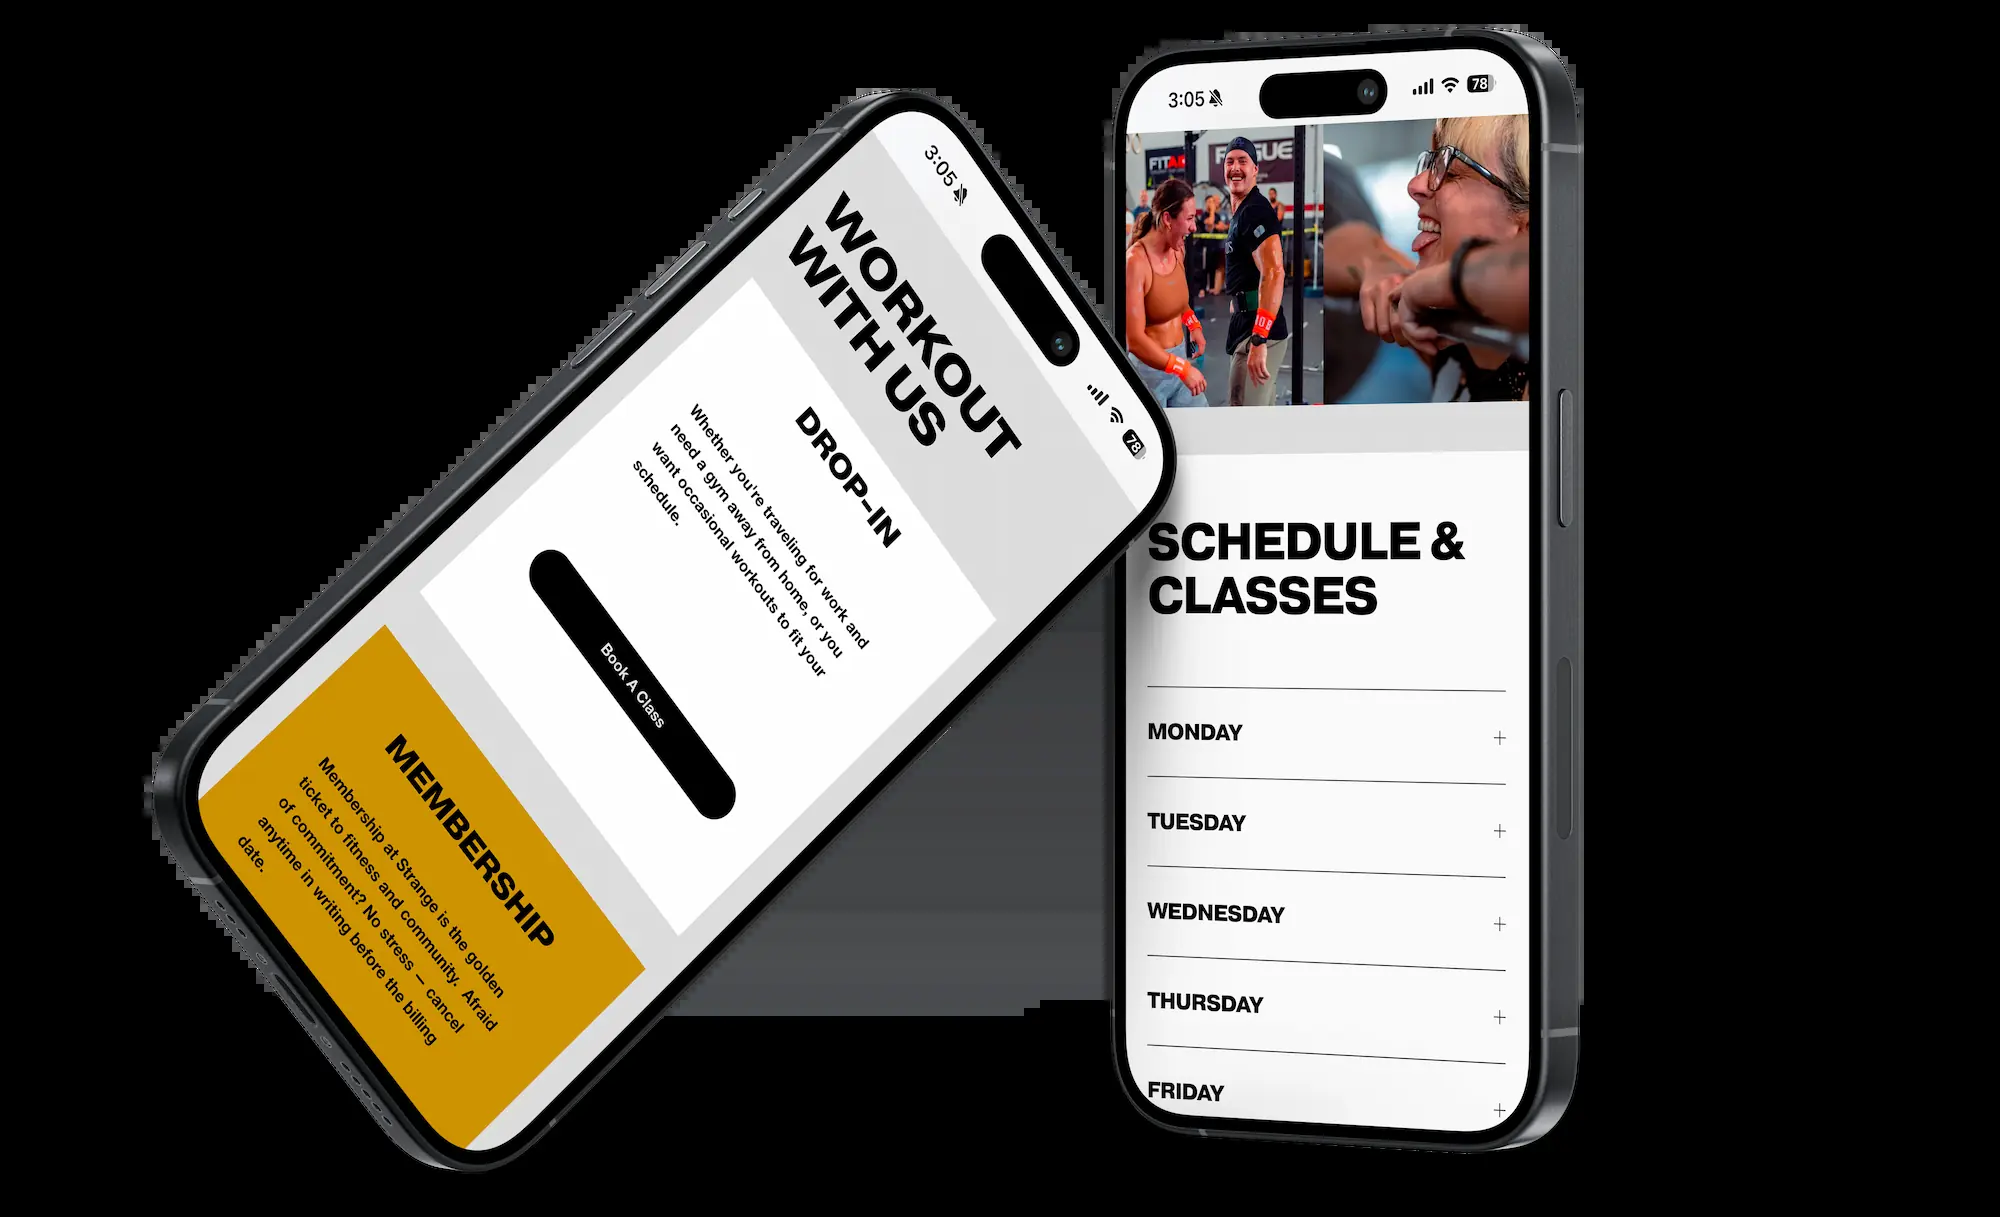 3:05
78
WORKOUT
WITH US
DROP-IN
Whether you're traveling for work and
need a gym away from home, or you
want occasional workouts to fit your
schedule.
Book A Class
MEMBERSHIP
Membership at Strange is the golden
ticket to fitness and community. Afraid
of commitment? No stress – cancel
anytime in writing before the billing
date.
3:05
78
SCHEDULE &
CLASSES
MONDAY
TUESDAY
WEDNESDAY
THURSDAY
FRIDAY